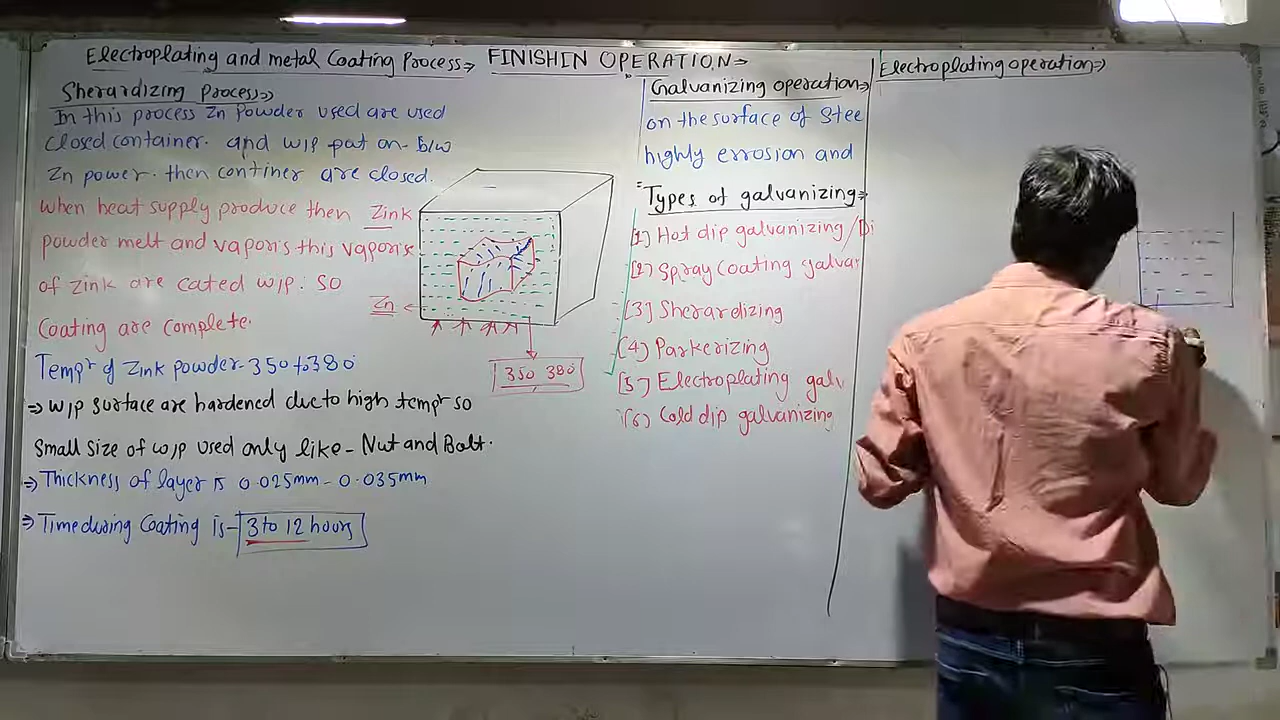 Electroplating and metal Coating Process⇒ FINISHIN OPERATION⇒
Sherardizing Process⇒
In this process Zn Powder used are used
closed container. and w/p put on b/w
Zn power. then continer are closed.
when heat supply produce then Zink
powder melt and vaporis this vaporise
of zink are cated w/p. so
Coating are complete.
Tempr of Zink powder-350 to 380
⇒ w/p surface are hardened due to high tempr so
small size of w/p used only like- Nut and Bolt.
⇒ Thickness of layer is 0.025mm - 0.035mm
⇒ Time during Coating is- 3 to 12 hours
Zn
350 380
Galvanizing operation⇒
on the surface of Stee
highly errosion and
Types of galvanizing⇒
[1] Hot dip galvanizing/Di
[2] Spray Coating galvan
[3] Sherardizing
[4] Parkerizing
[5] Electroplating galv
[6] Cold dip galvanizing
Electroplating operation⇒